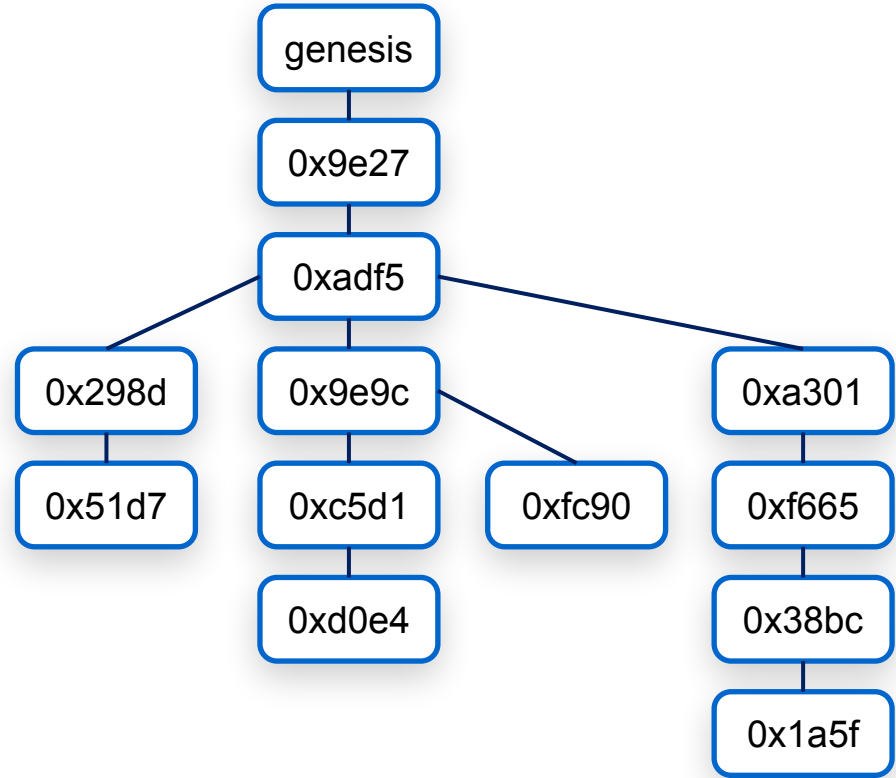 genesis
0x9e27
0xadf5
0x298d
0x9e9c
0xa301
0x51d7
0xc5d1
0xfc90
0xf665
0xd0e4
0x38bc
0x1a5f